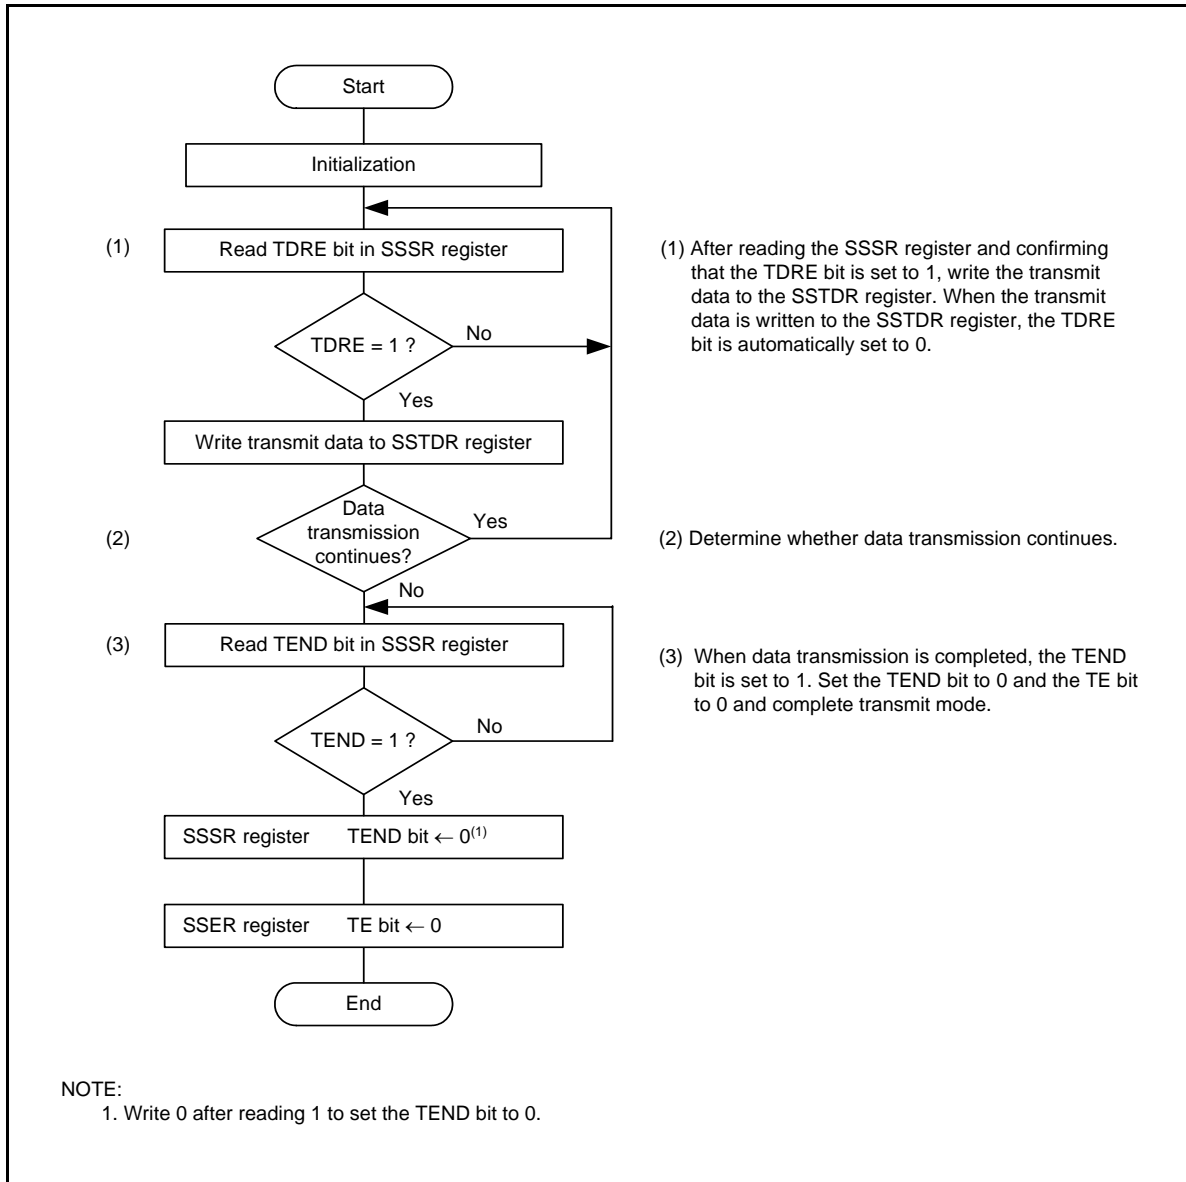 Start
Initialization
(1)
Read TDRE bit in SSSR register
(1) After reading the SSSR register and confirming
that the TDRE bit is set to 1, write the transmit
data to the SSTDR register. When the transmit
data is written to the SSTDR register, the TDRE
bit is automatically set to 0.
TDRE = 1 ?
No
Yes
Write transmit data to SSTDR register
(2)
Data
transmission
continues?
Yes
(2) Determine whether data transmission continues.
No
(3)
Read TEND bit in SSSR register
(3) When data transmission is completed, the TEND
bit is set to 1. Set the TEND bit to 0 and the TE bit
to 0 and complete transmit mode.
TEND = 1 ?
No
Yes
SSSR register TEND bit ← 0(1)
SSER register TE bit ← 0
End
NOTE:
1. Write 0 after reading 1 to set the TEND bit to 0.